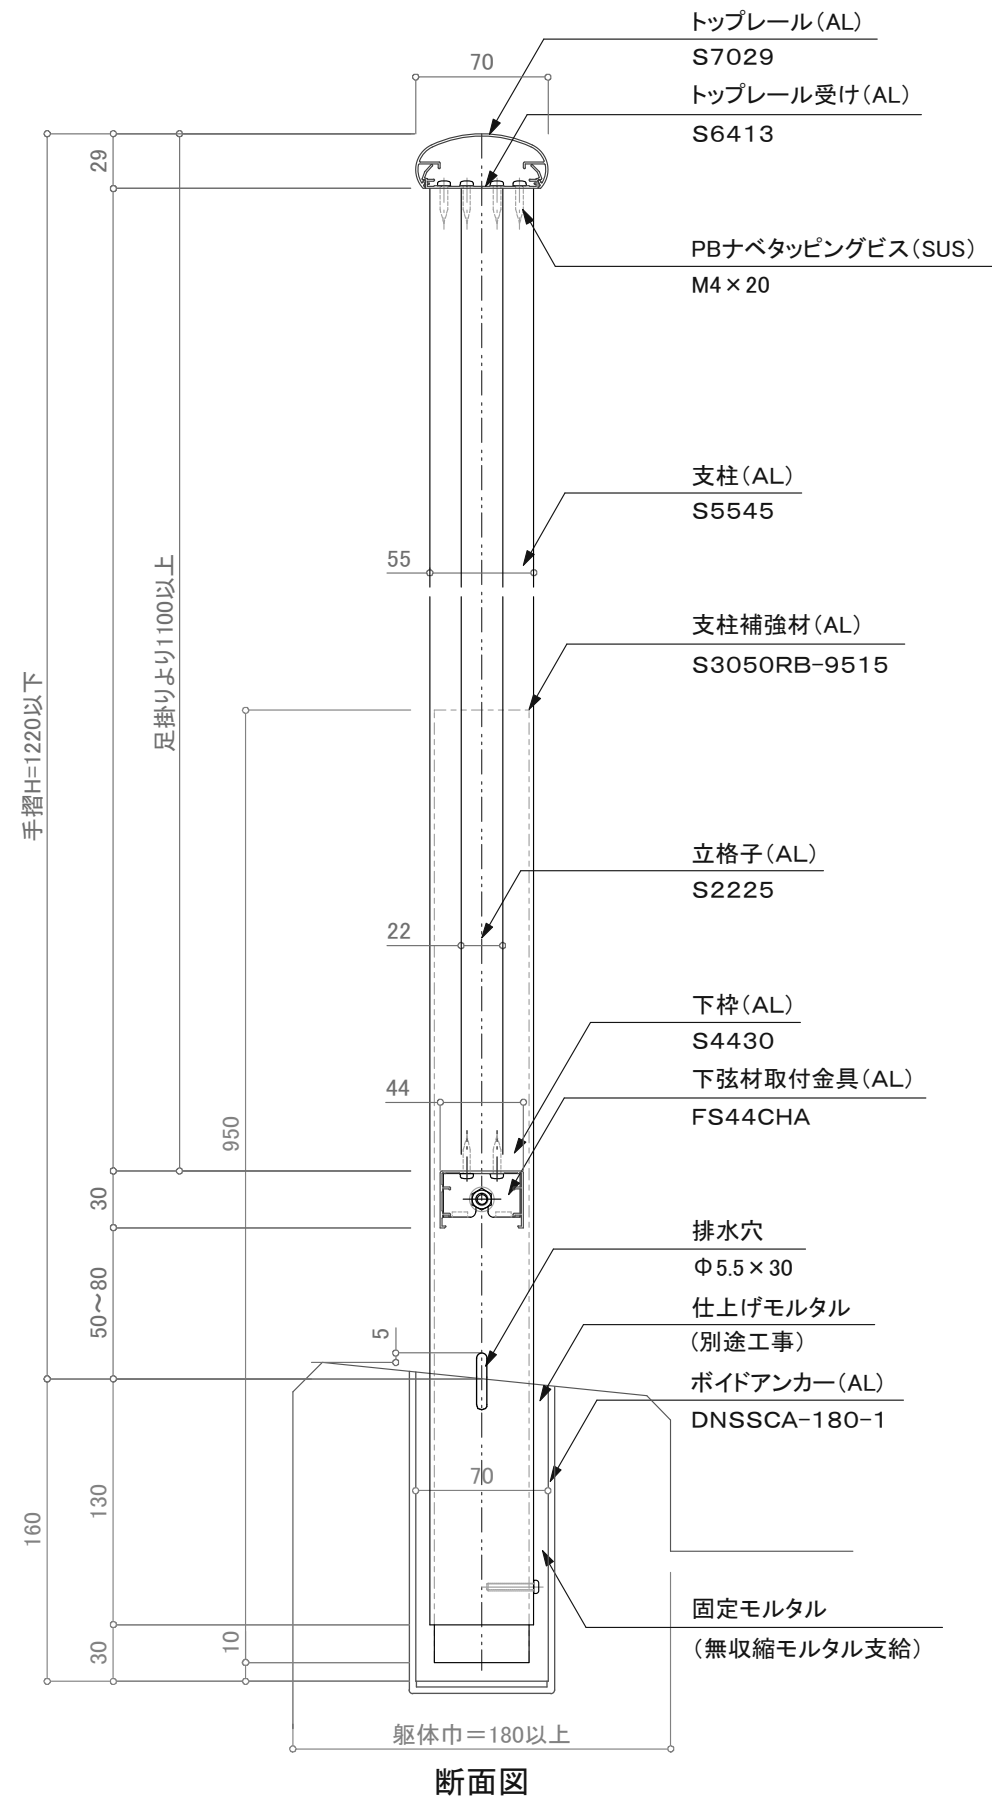 トップレール(AL)
S7029
70
トップレール受け(AL)
S6413
29
PBナベタッピングビス(SUS)
M4×20
支柱(AL)
S5545
55
足掛りより1100以上
支柱補強材(AL)
S3050RB-9515
手摺H=1220以下
立格子(AL)
S2225
22
下枠(AL)
S4430
下弦材取付金具(AL)
FS44CHA
44
950
30
排水穴
Φ5.5×30
50～80
仕上げモルタル
(別途工事)
5
ボイドアンカー(AL)
DNSSCA-180-1
70
130
160
固定モルタル
(無収縮モルタル支給)
10
30
躯体巾＝180以上
断面図